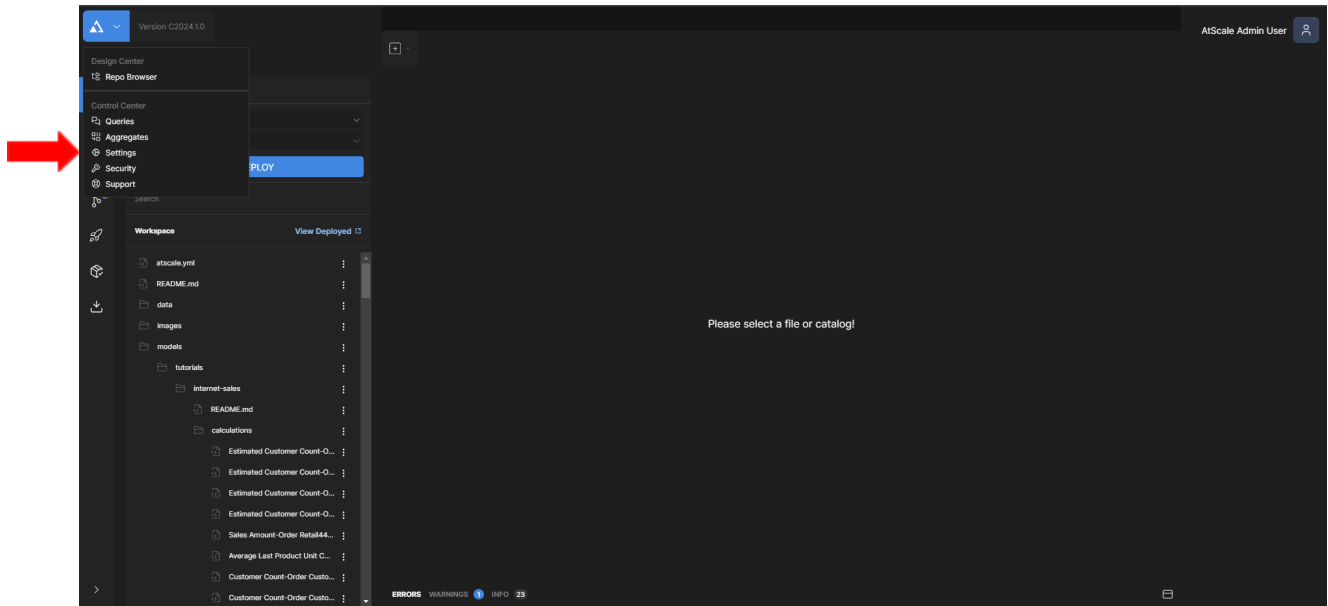 Version C2024.1.0
AtScale Admin User
Design Center
Repo Browser
Control Center
Queries
Aggregates
Settings
Security
Support
PLOY
Search
Workspace
View Deployed
atscale.yml
README.md
data
images
models
tutorials
internet-sales
README.md
calculations
Estimated Customer Count-O...
Estimated Customer Count-O...
Estimated Customer Count-O...
Estimated Customer Count-O...
Sales Amount-Order Retail44...
Average Last Product Unit C...
Customer Count-Order Custo...
Customer Count-Order Custo...
Please select a file or catalog!
ERRORS WARNINGS 1 INFO 23